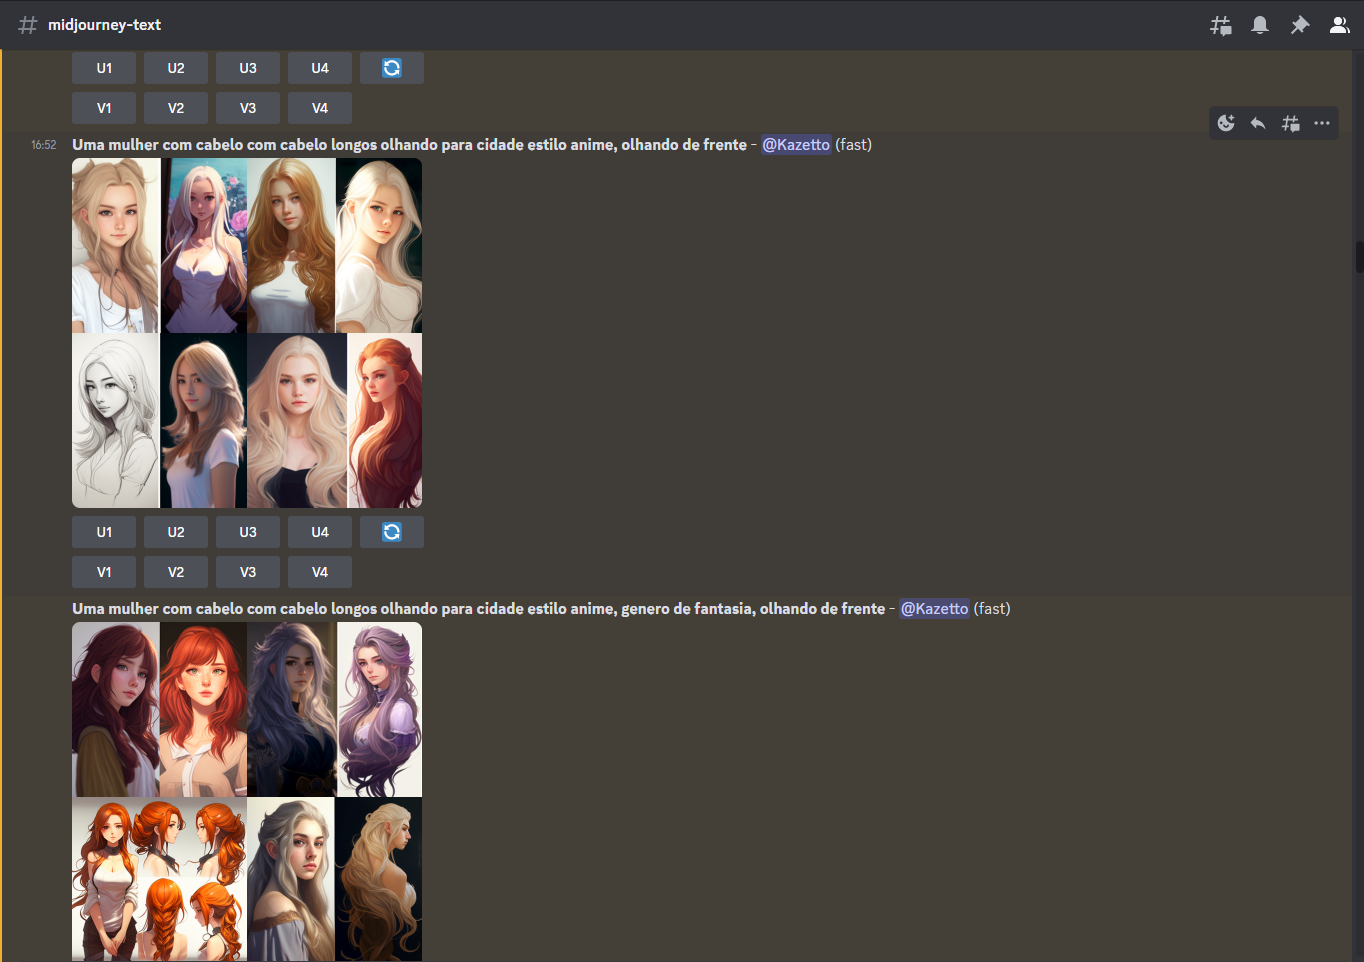 midjourney-text
U1 U2 U3 U4
V1 V2 V3 V4
16:52 Uma mulher com cabelo com cabelo longos olhando para cidade estilo anime, olhando de frente - @Kazetto (fast)
U1 U2 U3 U4
V1 V2 V3 V4
Uma mulher com cabelo com cabelo longos olhando para cidade estilo anime, genero de fantasia, olhando de frente - @Kazetto (fast)